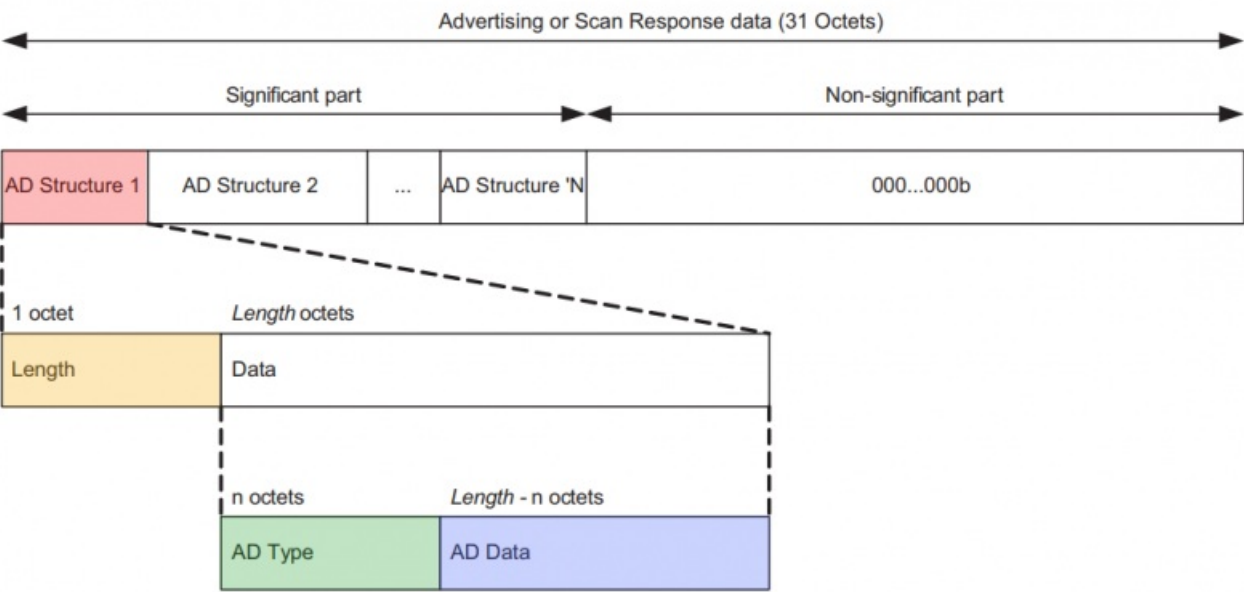 Advertising or Scan Response data (31 Octets)
Significant part
Non-significant part
AD Structure 1
AD Structure 2
...
AD Structure 'N
000...000b
1 octet
Length octets
Length
Data
n octets
Length - n octets
AD Type
AD Data